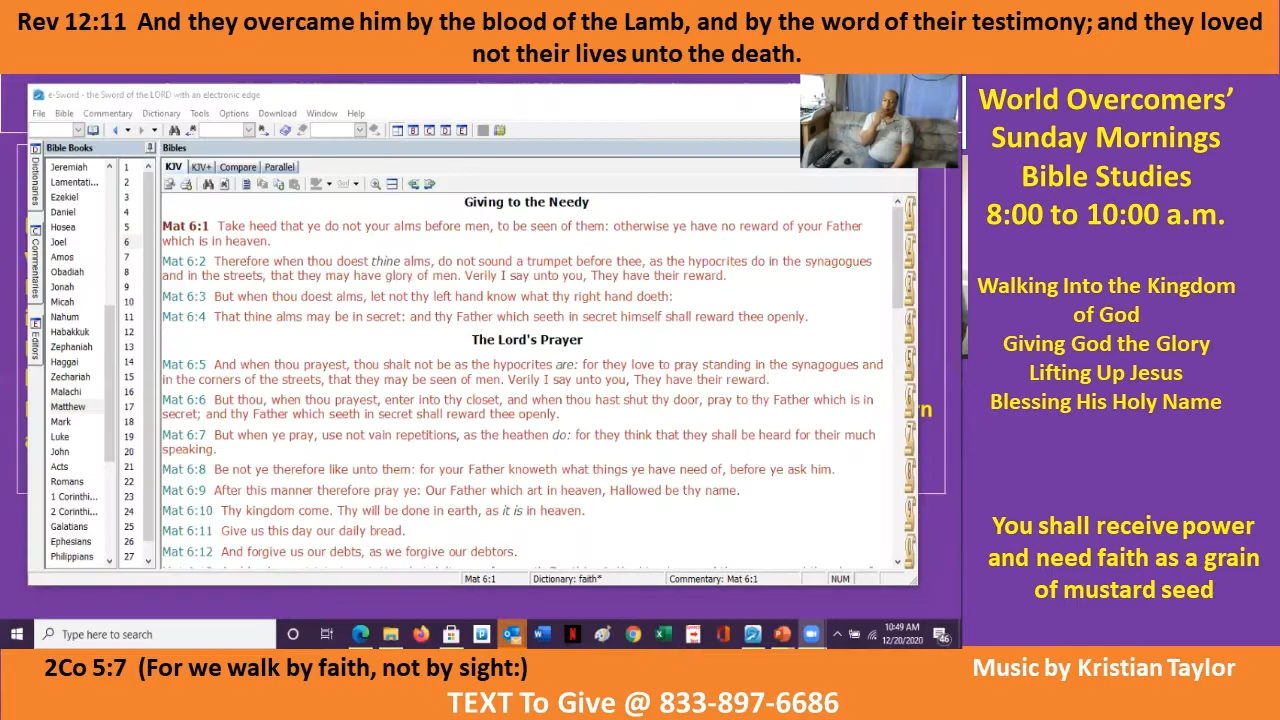 Rev 12:11  And they overcame him by the blood of the Lamb, and by the word of their testimony; and they loved
not their lives unto the death.
e-Sword - the Sword of the LORD with an electronic edge
File Bible Commentary Dictionary Tools Options Download Window Help
B C D E
Bible Books
Bibles
Dictionaries
Commentaries
Editors
KJV KJV+ Compare Parallel
Jeremiah 1
Lamentati... 2
Ezekiel 3
Daniel 4
Hosea 5
Joel 6
Amos 7
Obadiah 8
Jonah 9
Micah 10
Nahum 11
Habakkuk 12
Zephaniah 13
Haggai 14
Zechariah 15
Malachi 16
Matthew 17
Mark 18
Luke 19
John 20
Acts 21
Romans 22
1 Corinthi... 23
2 Corinthi... 24
Galatians 25
Ephesians 26
Philippians 27
Giving to the Needy
Mat 6:1  Take heed that ye do not your alms before men, to be seen of them: otherwise ye have no reward of your Father
which is in heaven.
Mat 6:2  Therefore when thou doest thine alms, do not sound a trumpet before thee, as the hypocrites do in the synagogues
and in the streets, that they may have glory of men. Verily I say unto you, They have their reward.
Mat 6:3  But when thou doest alms, let not thy left hand know what thy right hand doeth:
Mat 6:4  That thine alms may be in secret: and thy Father which seeth in secret himself shall reward thee openly.
The Lord's Prayer
Mat 6:5  And when thou prayest, thou shalt not be as the hypocrites are: for they love to pray standing in the synagogues and
in the corners of the streets, that they may be seen of men. Verily I say unto you, They have their reward.
Mat 6:6  But thou, when thou prayest, enter into thy closet, and when thou hast shut thy door, pray to thy Father which is in
secret; and thy Father which seeth in secret shall reward thee openly.
Mat 6:7  But when ye pray, use not vain repetitions, as the heathen do: for they think that they shall be heard for their much
speaking.
Mat 6:8  Be not ye therefore like unto them: for your Father knoweth what things ye have need of, before ye ask him.
Mat 6:9  After this manner therefore pray ye: Our Father which art in heaven, Hallowed be thy name.
Mat 6:10  Thy kingdom come. Thy will be done in earth, as it is in heaven.
Mat 6:11  Give us this day our daily bread.
Mat 6:12  And forgive us our debts, as we forgive our debtors.
Mat 6:1 Dictionary: faith* Commentary: Mat 6:1 NUM
World Overcomers’
Sunday Mornings
Bible Studies
8:00 to 10:00 a.m.
Walking Into the Kingdom
of God
Giving God the Glory
Lifting Up Jesus
Blessing His Holy Name
You shall receive power
and need faith as a grain
of mustard seed
Type here to search
10:49 AM
12/20/2020
46
2Co 5:7  (For we walk by faith, not by sight:)
Music by Kristian Taylor
TEXT To Give @ 833-897-6686